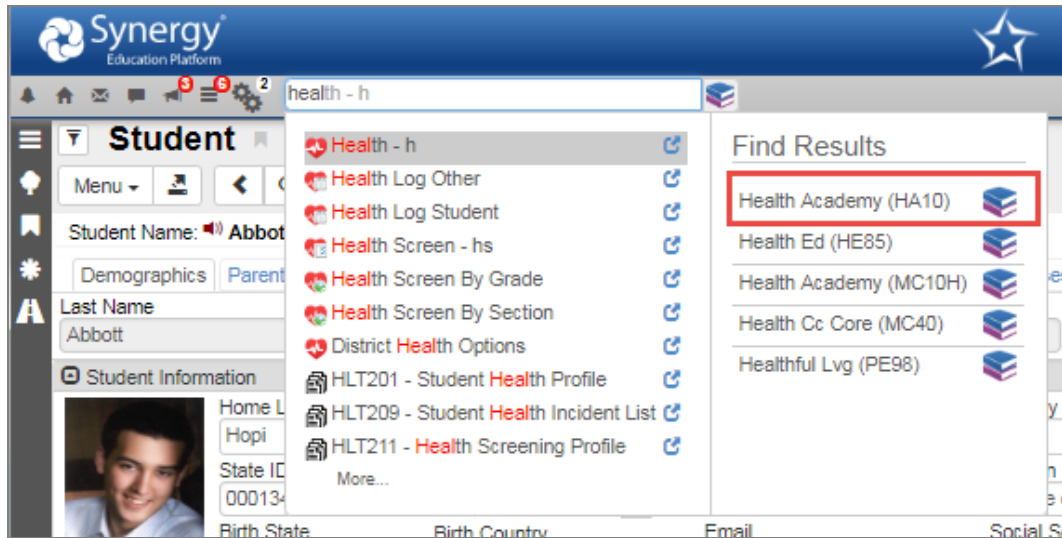 Synergy
Education Platform
3
6
2
health - h
Student
Menu
Student Name: Abbot
Demographics
Parent
Last Name
Abbott
Student Information
Home L
Hopi
State ID
000134
Birth State
Birth Country
Email
Social S
Health - h
Health Log Other
Health Log Student
Health Screen - hs
Health Screen By Grade
Health Screen By Section
District Health Options
HLT201 - Student Health Profile
HLT209 - Student Health Incident List
HLT211 - Health Screening Profile
More...
Find Results
Health Academy (HA10)
Health Ed (HE85)
Health Academy (MC10H)
Health Cc Core (MC40)
Healthful Lvg (PE98)